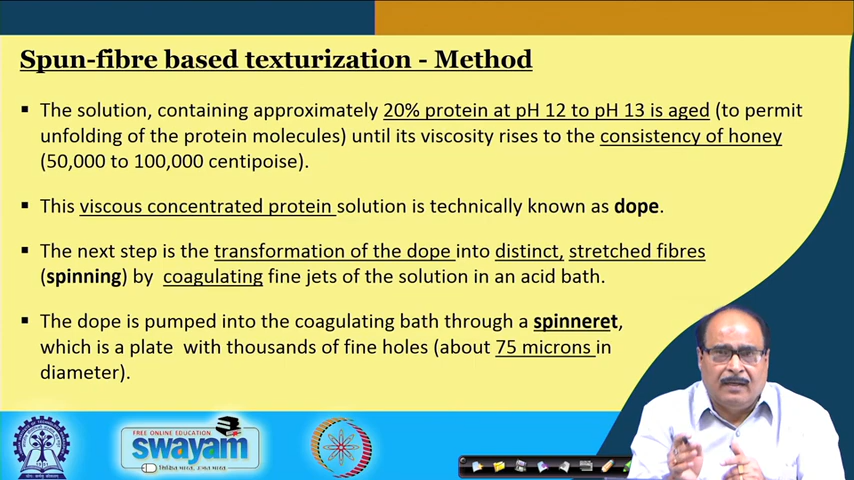 Spun-fibre based texturization - Method
▪ The solution, containing approximately 20% protein at pH 12 to pH 13 is aged (to permit
unfolding of the protein molecules) until its viscosity rises to the consistency of honey
(50,000 to 100,000 centipoise).
▪ This viscous concentrated protein solution is technically known as dope.
▪ The next step is the transformation of the dope into distinct, stretched fibres
(spinning) by coagulating fine jets of the solution in an acid bath.
▪ The dope is pumped into the coagulating bath through a spinneret,
which is a plate with thousands of fine holes (about 75 microns in
diameter).
FREE ONLINE EDUCATION
swayam